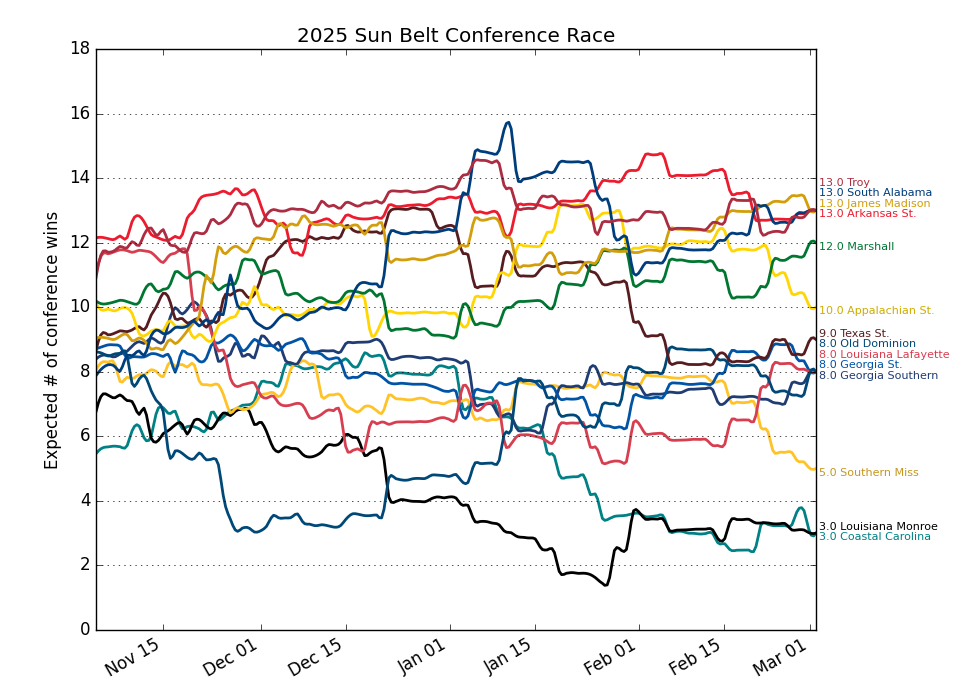 2025 Sun Belt Conference Race
Expected # of conference wins
18
16
14
12
10
8
6
4
2
0
Nov 15
Dec 01
Dec 15
Jan 01
Jan 15
Feb 01
Feb 15
Mar 01
13.0 Troy
13.0 South Alabama
13.0 James Madison
13.0 Arkansas St.
12.0 Marshall
10.0 Appalachian St.
9.0 Texas St.
8.0 Old Dominion
8.0 Louisiana Lafayette
8.0 Georgia St.
8.0 Georgia Southern
5.0 Southern Miss
3.0 Louisiana Monroe
3.0 Coastal Carolina